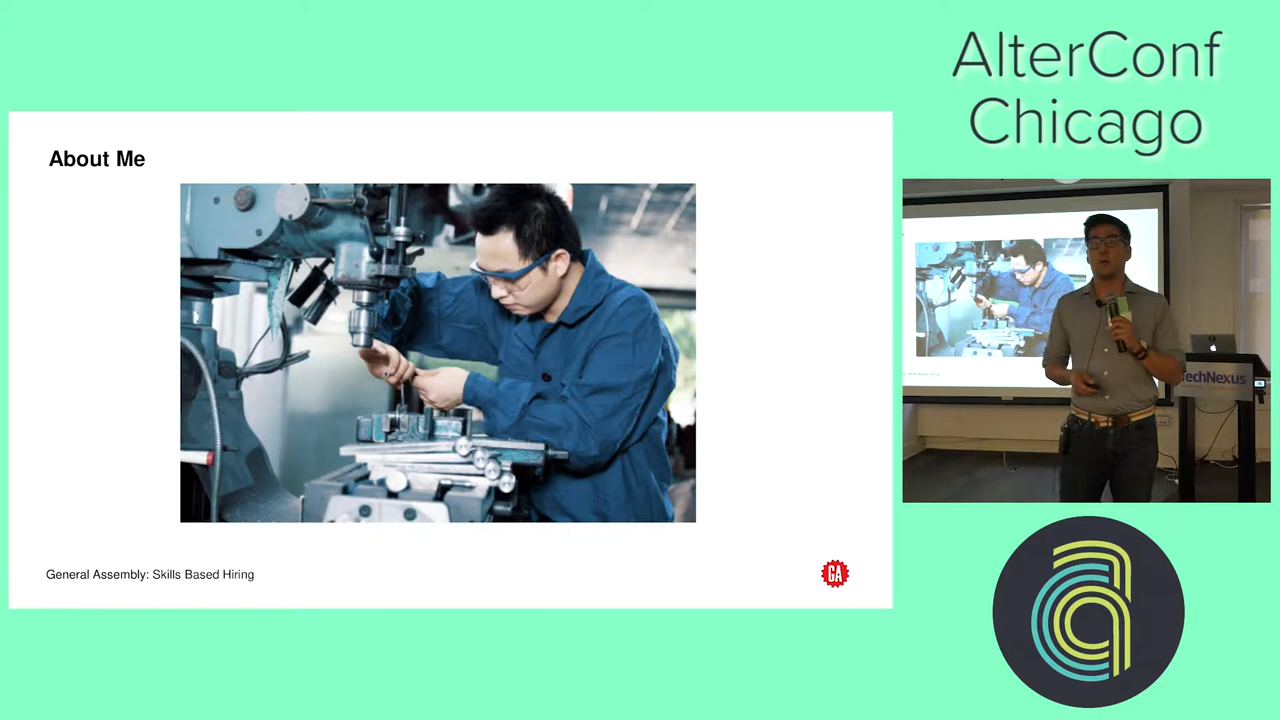 AlterConf
Chicago
About Me
TechNexus
General Assembly: Skills Based Hiring
GA